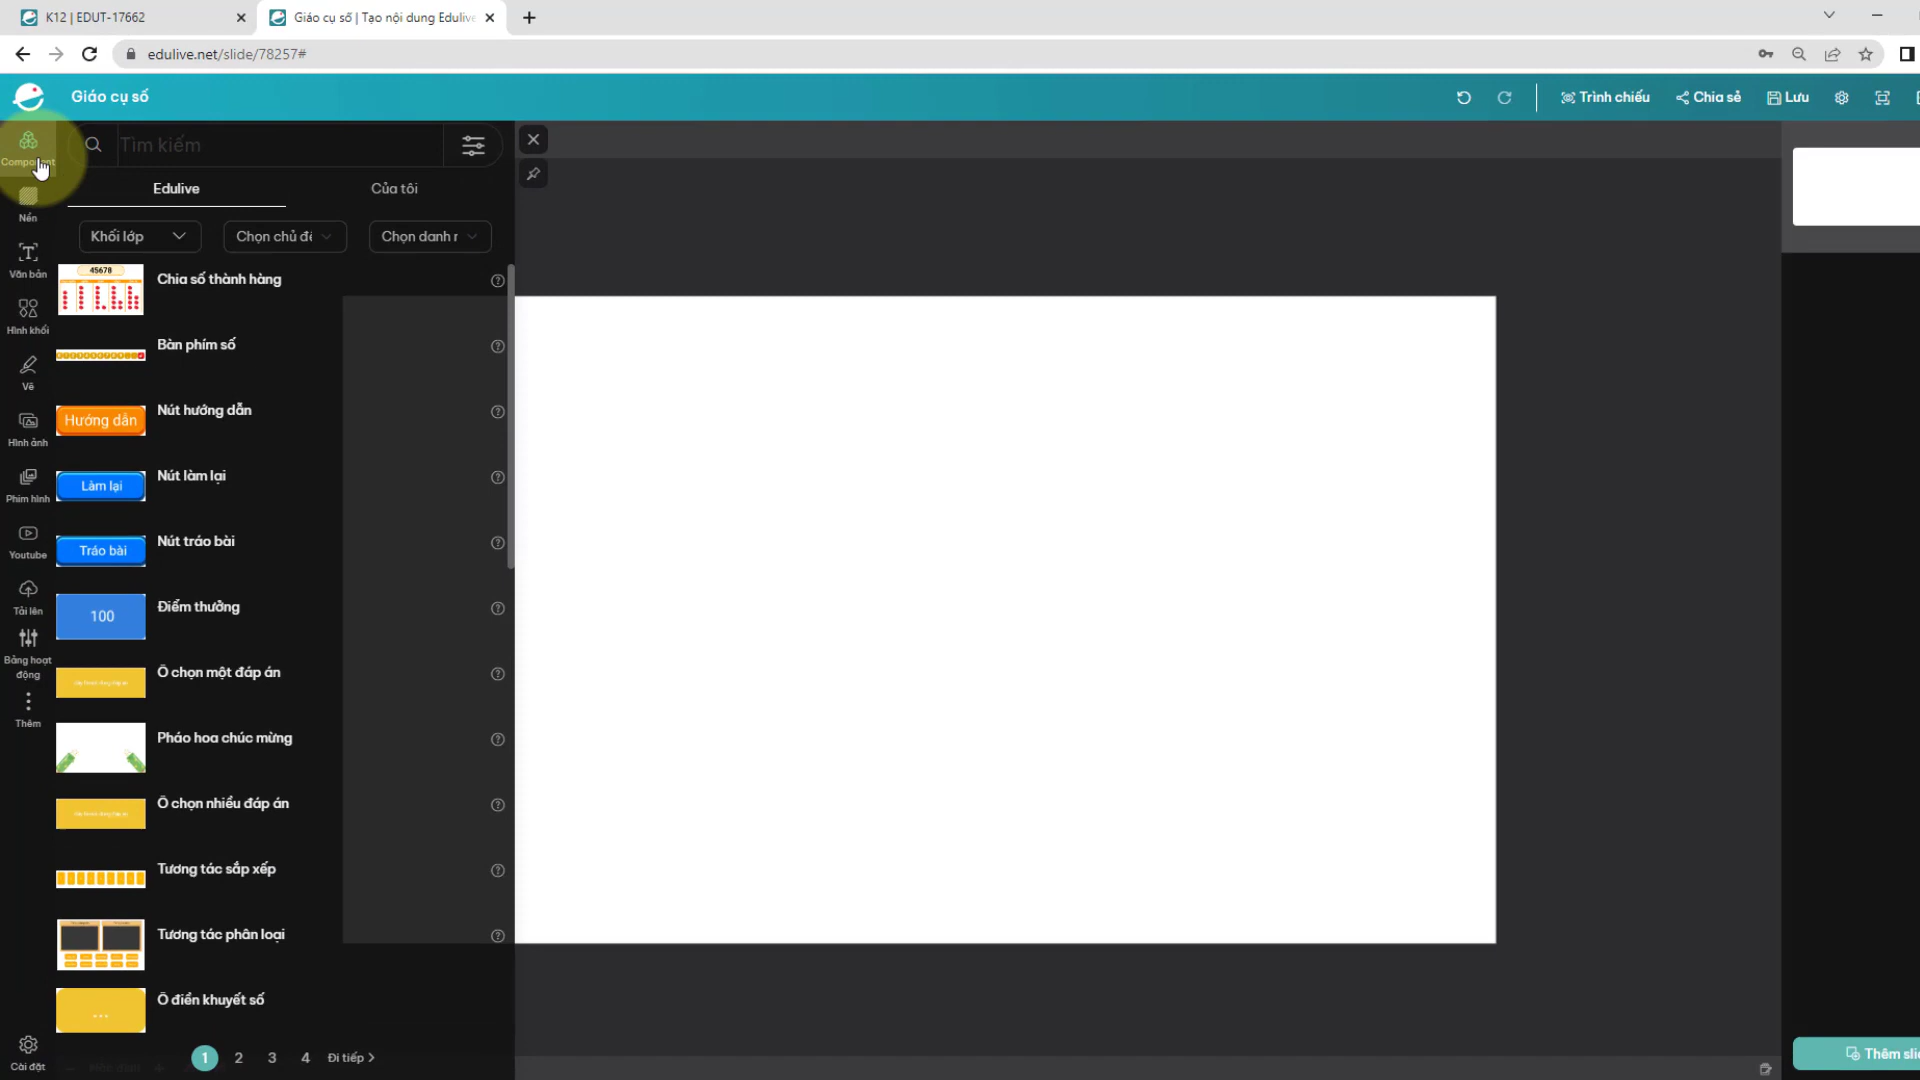 K12 | EDUT-17662
Giáo cụ số | Tạo nội dung Edulive
edulive.net/slide/78257#
Giáo cụ số
Trình chiếu
Chia sẻ
Lưu
Component
Tìm kiếm
Edulive
Của tôi
Nền
Khối lớp
Chọn chủ đề
Chọn danh r
Văn bản
45678
Chia số thành hàng
Hình khối
Bàn phím số
Vẽ
Hướng dẫn
Nút hướng dẫn
Hình ảnh
Làm lại
Nút làm lại
Phim hình
Tráo bài
Nút tráo bài
Youtube
100
Điểm thưởng
Tải lên
Bảng hoạt
động
Ô chọn một đáp án
Thêm
Pháo hoa chúc mừng
Ô chọn nhiều đáp án
Tương tác sắp xếp
Tương tác phân loại
...
Ô điền khuyết số
Cài đặt
1
2
3
4
Đi tiếp
Thêm sli